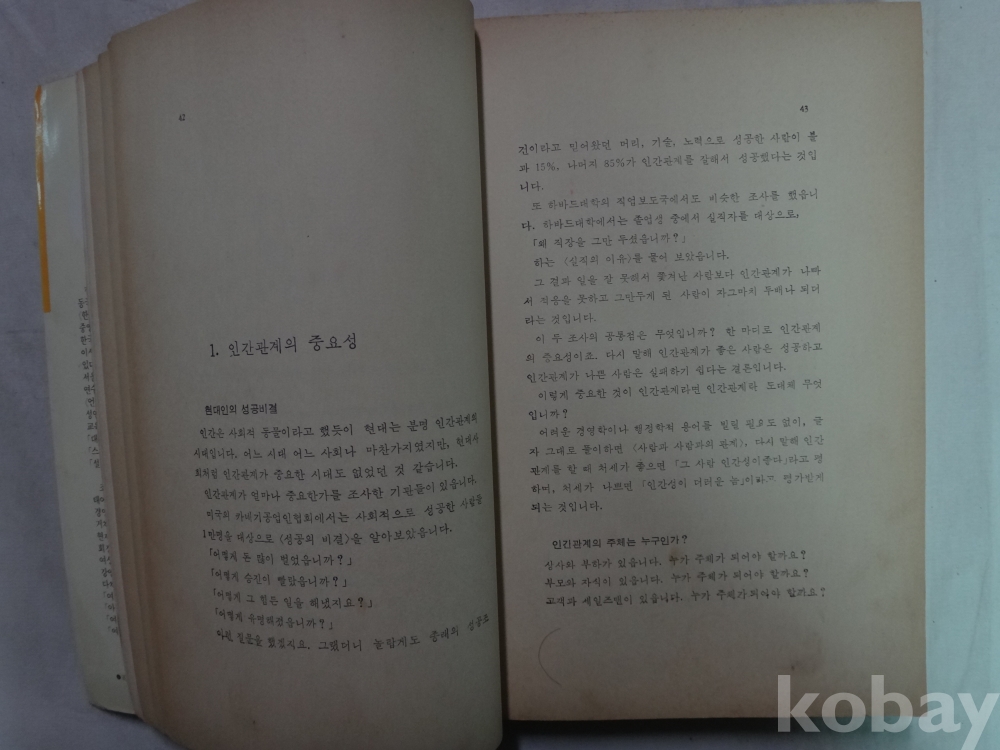 42
1. 인간관계의 중요성
현대인의 성공비결
인간은 사회적 동물이라고 했듯이 현대는 분명 인간관계의
시대입니다. 어느 시대 어느 사회나 마찬가지였지만, 현대사
회처럼 인간관계가 중요한 시대도 없었던 것 같습니다.
인간관계가 얼마나 중요한가를 조사한 기관들이 있읍니다.
미국의 카네기공업인협회에서는 사회적으로 성공한 사람들
1만명을 대상으로 〈성공의 비결〉을 알아보았읍니다.
「어떻게 돈 많이 벌었읍니까?」
「어떻게 승진이 빨랐읍니까?」
「어떻게 그 힘든 일을 해냈지요?」
「어떻게 유명해졌읍니까?」
이런 질문을 했겠지요. 그랬더니 놀랍게도 종래의 성공요
43
건이라고 믿어왔던 머리, 기술, 노력으로 성공한 사람이 불
과 15%, 나머지 85%가 인간관계를 잘해서 성공했다는 것입
니다.
또 하바드대학의 직업보도국에서도 비슷한 조사를 했읍니
다. 하바드대학에서는 졸업생 중에서 실직자를 대상으로,
「왜 직장을 그만 두셨읍니까?」
하는 〈실직의 이유〉를 물어 보았읍니다.
그 결과 일을 잘 못해서 쫓겨난 사람보다 인간관계가 나빠
서 적응을 못하고 그만두게 된 사람이 자그마치 두배나 되더
라는 것입니다.
이 두 조사의 공통점은 무엇입니까? 한 마디로 인간관계
의 중요성이죠. 다시 말해 인간관계가 좋은 사람은 성공하고
인간관계가 나쁜 사람은 실패하기 쉽다는 결론입니다.
이렇게 중요한 것이 인간관계라면 인간관계란 도대체 무엇
입니까?
어려운 경영학이나 행정학적 용어를 빌릴 필요도 없이, 글
자 그대로 풀이하면 〈사람과 사람과의 관계〉, 다시 말해 인간
관계를 할 때 처세가 좋으면 「그 사람 인간성이좋다」라고 평
하며, 처세가 나쁘면 「인간성이 더러운 놈」이라고 평가받게
되는 것입니다.
인간관계의 주체는 누구인가?
상사와 부하가 있읍니다. 누가 주체가 되어야 할까요?
부모와 자식이 있읍니다. 누가 주체가 되어야 할까요?
고객과 세일즈맨이 있읍니다. 누가 주체가되어야 할까요?
kobay